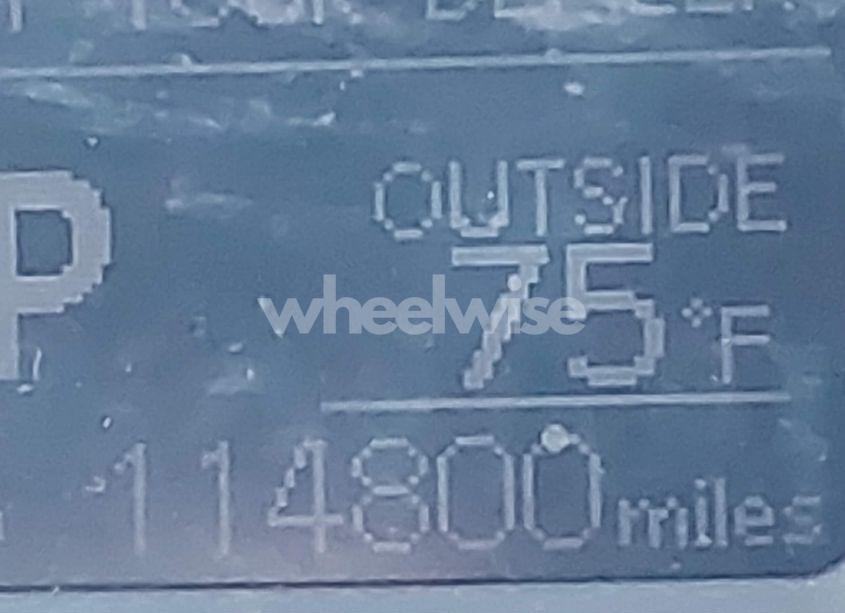 OUTSIDE
P
75°F
wheelwise
114800 miles